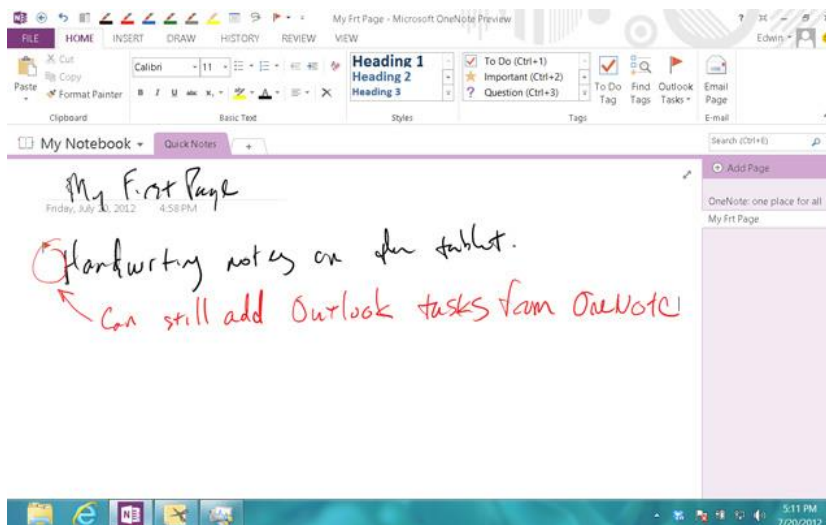 My Frt Page - Microsoft OneNote Preview
FILE HOME INSERT DRAW HISTORY REVIEW VIEW
Edwin
Paste
Cut
Copy
Format Painter
Clipboard
Calibri 11
B I U abc
Basic Text
Heading 1
Heading 2
Heading 3
Styles
To Do (Ctrl+1)
Important (Ctrl+2)
Question (Ctrl+3)
To Do Tag
Find Tags
Outlook Tasks
Tags
Email Page
E-mail
My Notebook
Quick Notes
+
Search (Ctrl+E)
Add Page
OneNote: one place for all
My Frt Page
My First Page
Friday, July 20, 2012 4:58 PM
Handwriting notes on the tablet.
Can still add Outlook tasks from OneNote!
5:11 PM
7/20/2012